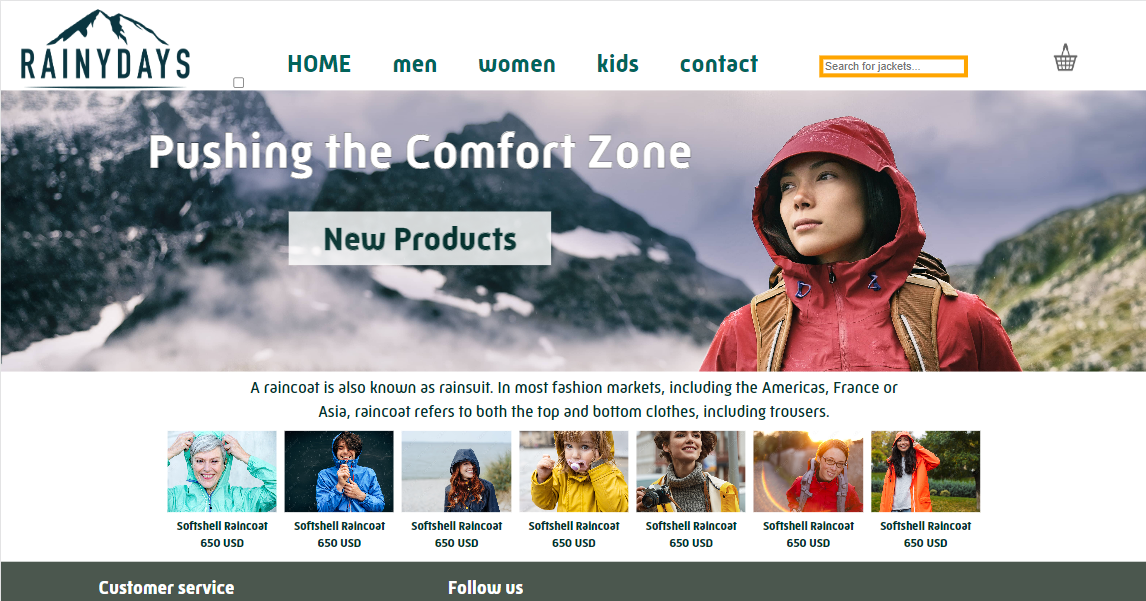 RAINYDAYS
HOME men women kids contact
Search for jackets...
Pushing the Comfort Zone
New Products
A raincoat is also known as rainsuit. In most fashion markets, including the Americas, France or
Asia, raincoat refers to both the top and bottom clothes, including trousers.
Softshell Raincoat Softshell Raincoat Softshell Raincoat Softshell Raincoat Softshell Raincoat Softshell Raincoat Softshell Raincoat
650 USD 650 USD 650 USD 650 USD 650 USD 650 USD 650 USD
Customer service Follow us